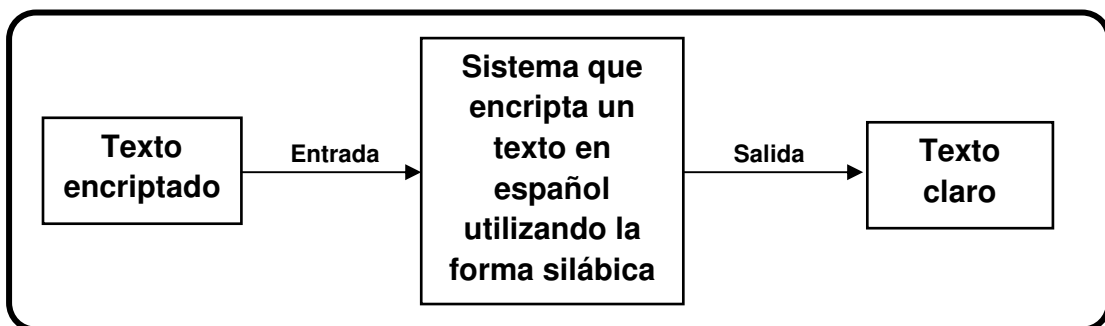 Texto
encriptado
Entrada
Sistema que
encripta un
texto en
español
utilizando la
forma silábica
Salida
Texto
claro